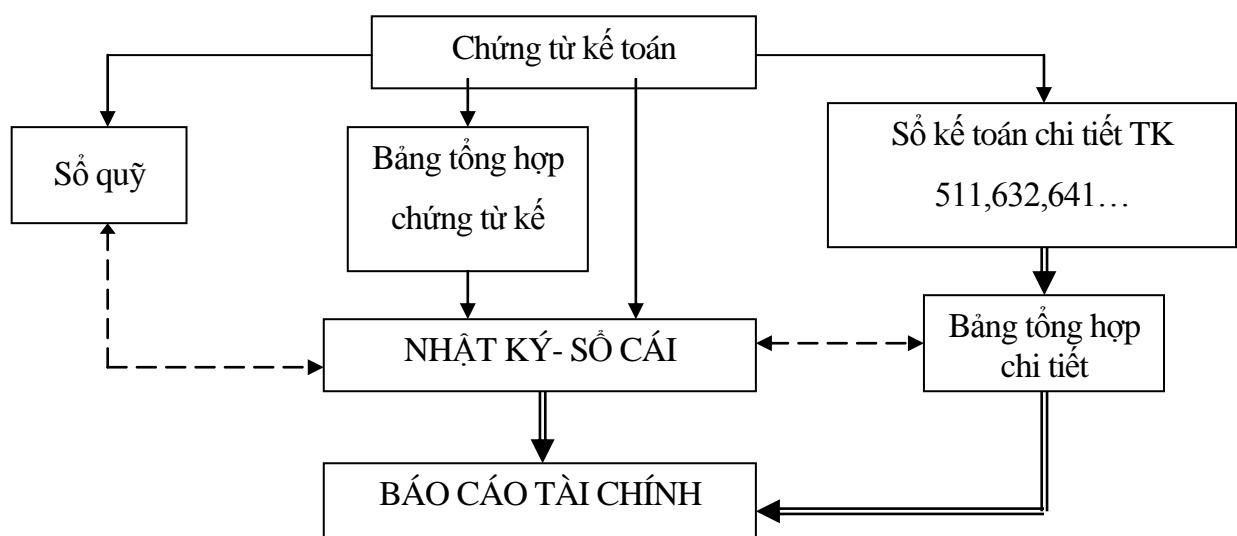 Chứng từ kế toán
Sổ quỹ
Bảng tổng hợp
chứng từ kế
Sổ kế toán chi tiết TK
511,632,641…
NHẬT KÝ- SỔ CÁI
Bảng tổng hợp
chi tiết
BÁO CÁO TÀI CHÍNH